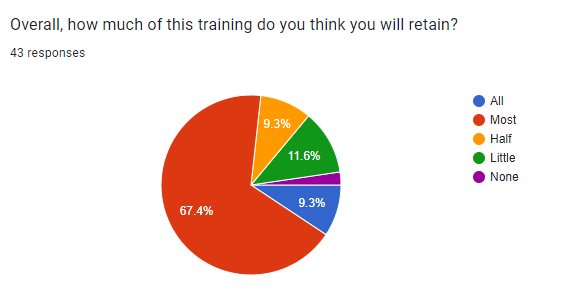 Overall, how much of this training do you think you will retain?
43 responses
All
Most
Half
Little
None
9.3%
11.6%
9.3%
67.4%